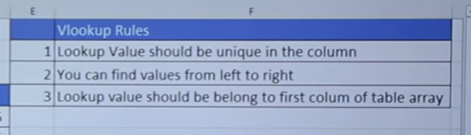 E F
Vlookup Rules
1 Lookup Value should be unique in the column
2 You can find values from left to right
3 Lookup value should be belong to first colum of table array